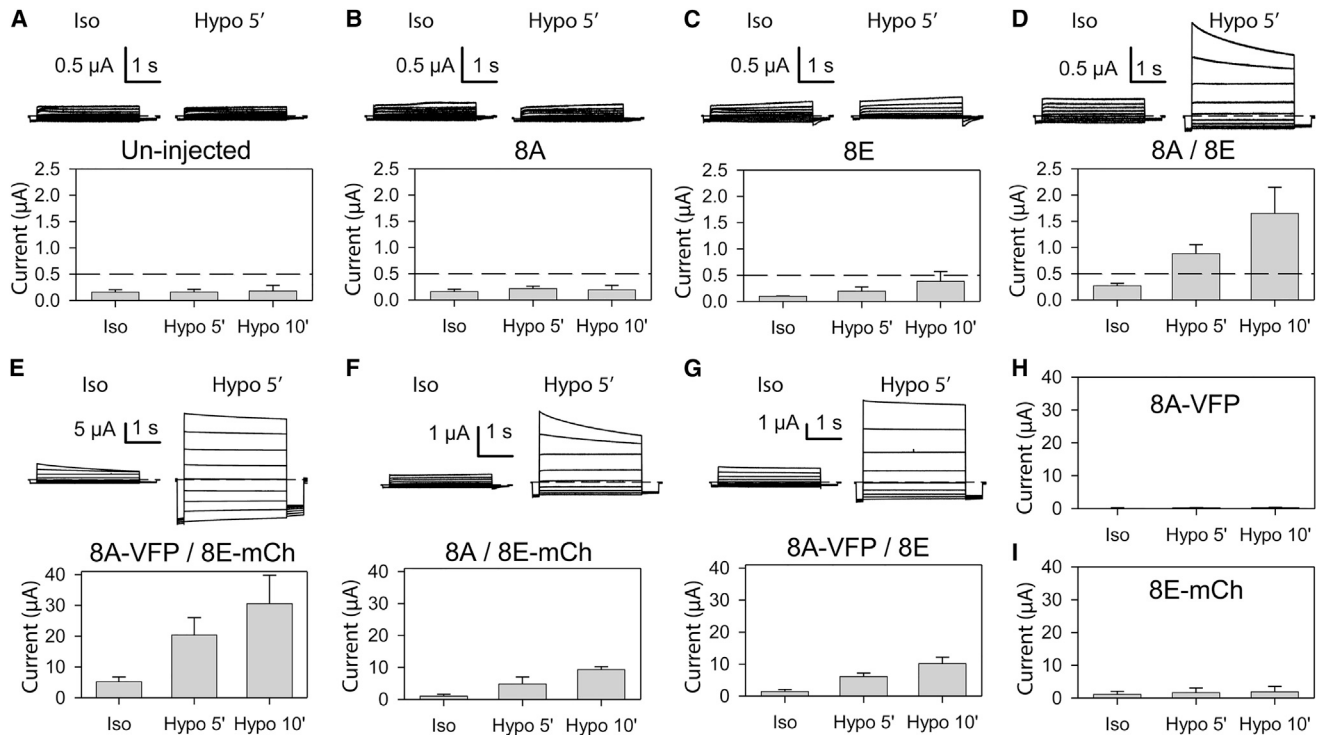 A
Iso
Hypo 5′
0.5 µA
1 s
Un-injected
Current (µA)
2.5
2.0
1.5
1.0
0.5
0.0
Iso
Hypo 5'
Hypo 10'
B
Iso
Hypo 5′
0.5 µA
1 s
8A
Current (µA)
2.5
2.0
1.5
1.0
0.5
0.0
Iso
Hypo 5'
Hypo 10'
C
Iso
Hypo 5′
0.5 µA
1 s
8E
Current (µA)
2.5
2.0
1.5
1.0
0.5
0.0
Iso
Hypo 5'
Hypo 10'
D
Iso
Hypo 5′
0.5 µA
1 s
8A / 8E
Current (µA)
2.5
2.0
1.5
1.0
0.5
0.0
Iso
Hypo 5'
Hypo 10'
E
Iso
Hypo 5′
5 µA
1 s
8A-VFP / 8E-mCh
Current (µA)
40
30
20
10
0
Iso
Hypo 5'
Hypo 10'
F
Iso
Hypo 5′
1 µA
1 s
8A / 8E-mCh
Current (µA)
40
30
20
10
0
Iso
Hypo 5'
Hypo 10'
G
Iso
Hypo 5′
1 µA
1 s
8A-VFP / 8E
Current (µA)
40
30
20
10
0
Iso
Hypo 5'
Hypo 10'
H
8A-VFP
Current (µA)
40
30
20
10
0
Iso
Hypo 5'
Hypo 10'
I
8E-mCh
Current (µA)
40
30
20
10
0
Iso
Hypo 5'
Hypo 10'